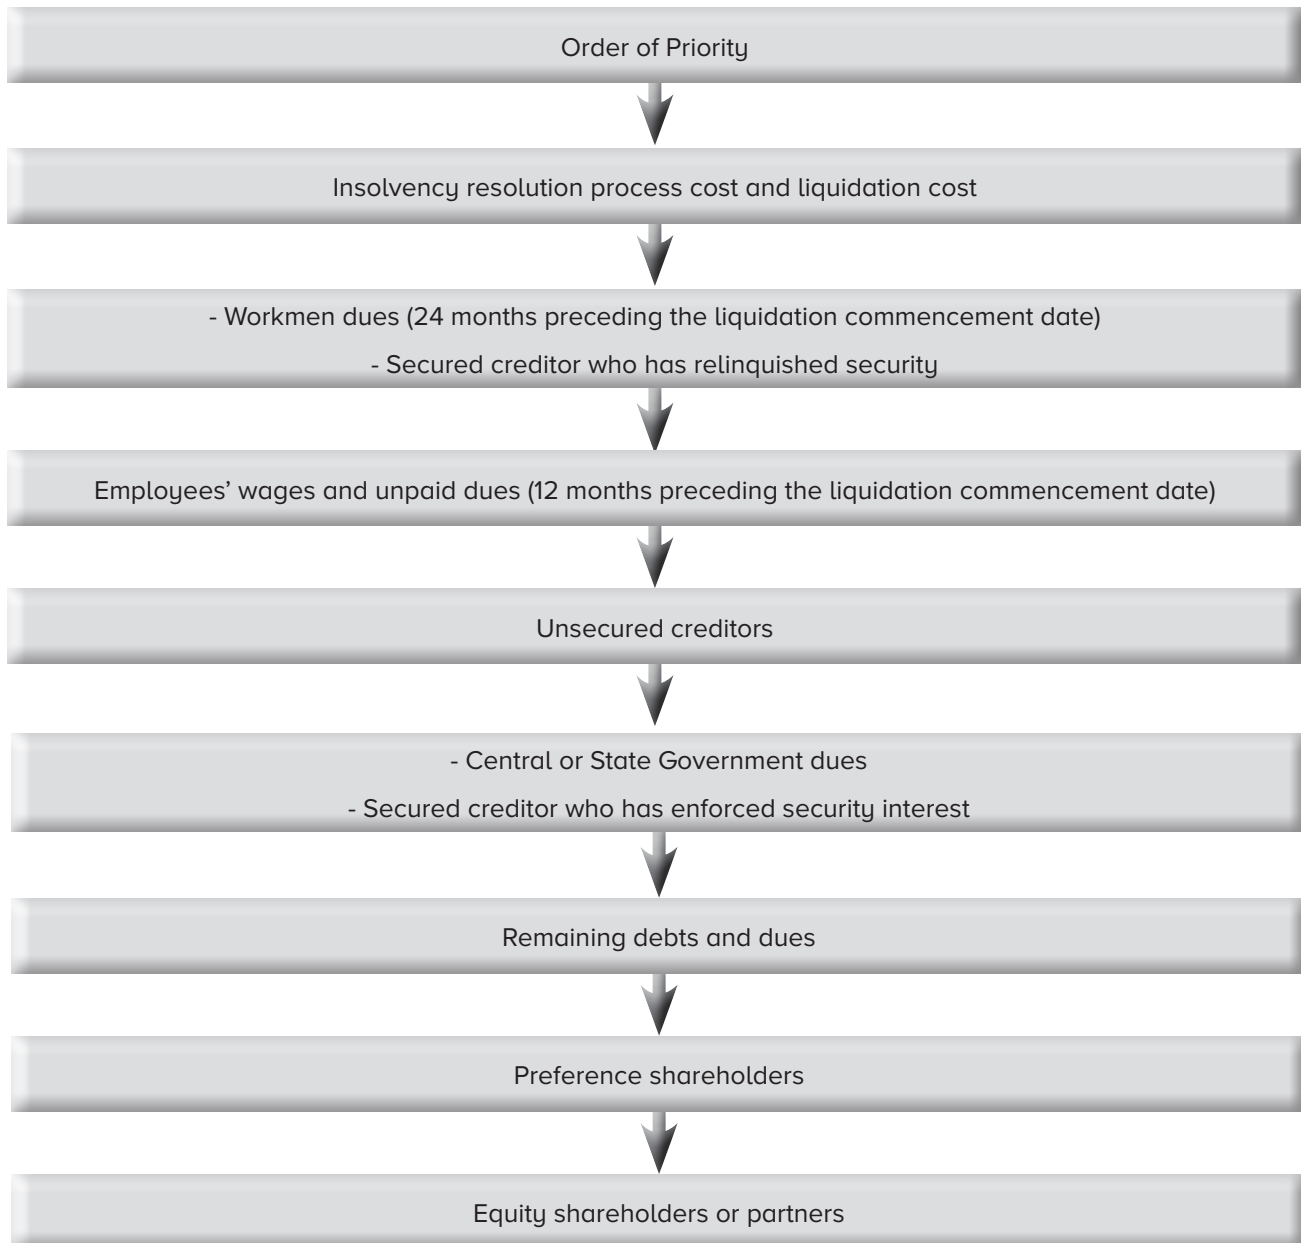 Order of Priority
Insolvency resolution process cost and liquidation cost
- Workmen dues (24 months preceding the liquidation commencement date)
- Secured creditor who has relinquished security
Employees’ wages and unpaid dues (12 months preceding the liquidation commencement date)
Unsecured creditors
- Central or State Government dues
- Secured creditor who has enforced security interest
Remaining debts and dues
Preference shareholders
Equity shareholders or partners